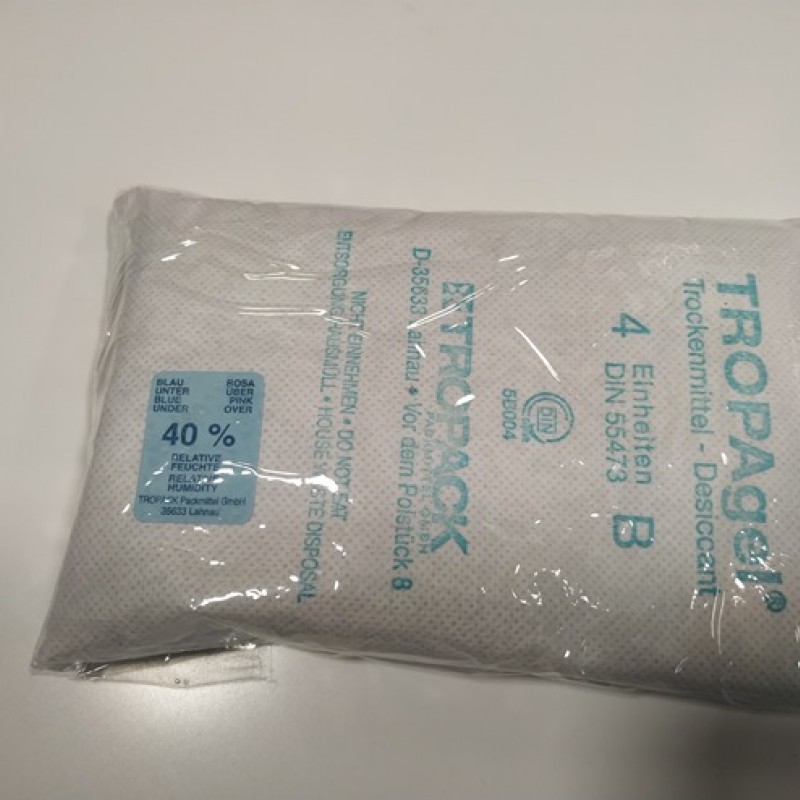 TROPAgel®
Trockenmittel - Desiccant
4 Einheiten B
DIN 55473
DIN
5S004
TROPACK
PACKMITTEL GMBH
D-35633 Lahnau • Vor dem Polstück 8
NICHT EINNEHMEN • DO NOT EAT
ENTSORGUNG HAUSMÜLL • HOUSE WASTE DISPOSAL
BLAU ROSA
UNTER ÜBER
BLUE PINK
UNDER OVER
40 %
RELATIVE
FEUCHTE
RELATIVE
HUMIDITY
TROPACK Packmittel GmbH
35633 Lahnau